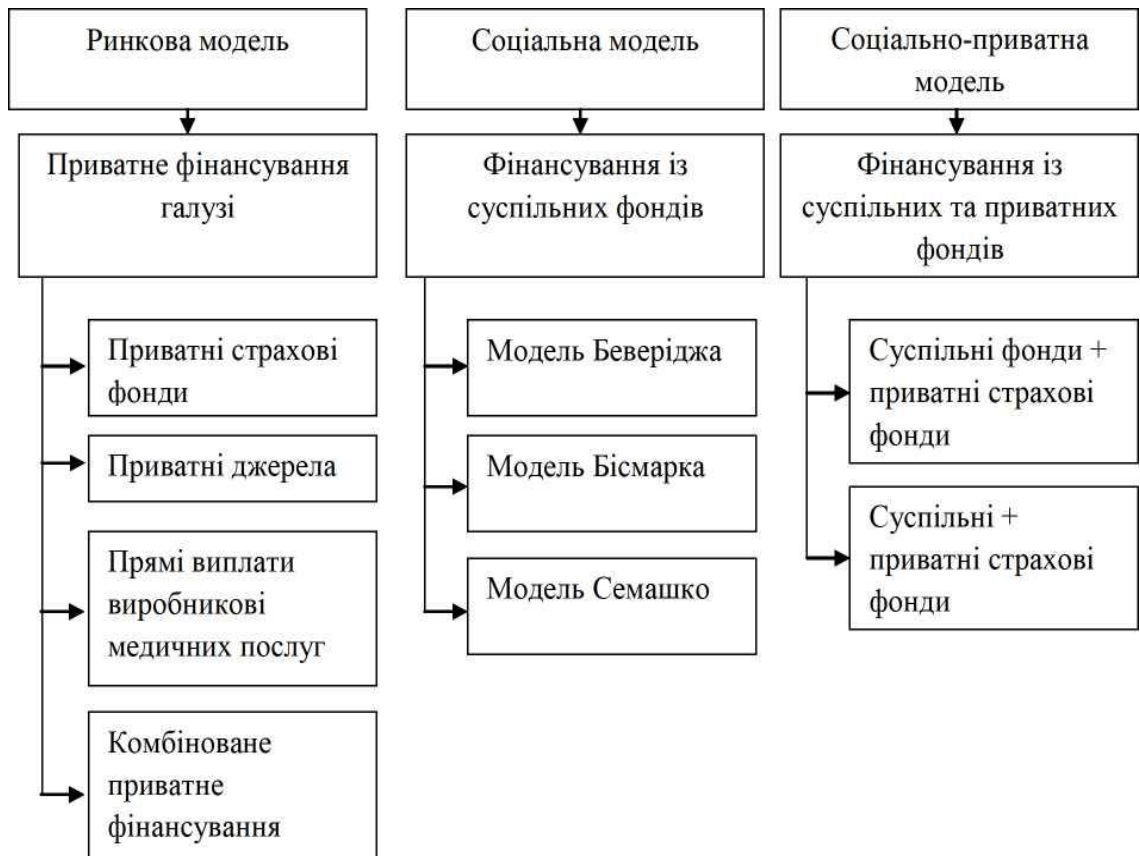 Ринкова модель
Приватне фінансування
галузі
Приватні страхові
фонди
Приватні джерела
Прямі виплати
виробникові
медичних послуг
Комбіноване
приватне
фінансування
Соціальна модель
Фінансування із
суспільних фондів
Модель Беверіджа
Модель Бісмарка
Модель Семашко
Соціально-приватна
модель
Фінансування із
суспільних та приватних
фондів
Суспільні фонди +
приватні страхові
фонди
Суспільні +
приватні страхові
фонди